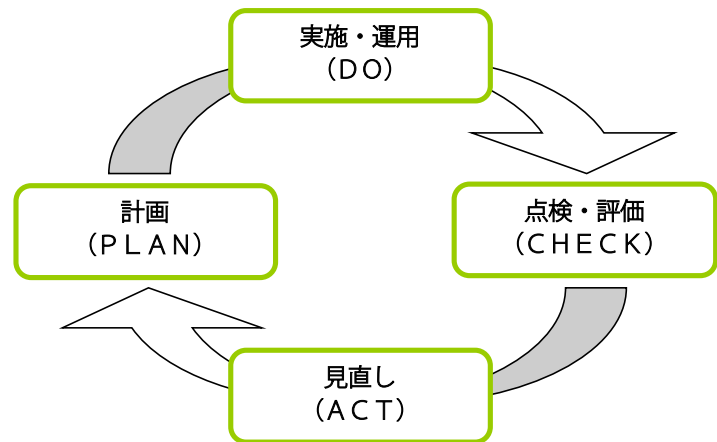 実施・運用
（ＤＯ）
計画
（ＰＬＡＮ）
点検・評価
（ＣＨＥＣＫ）
見直し
（ＡＣＴ）